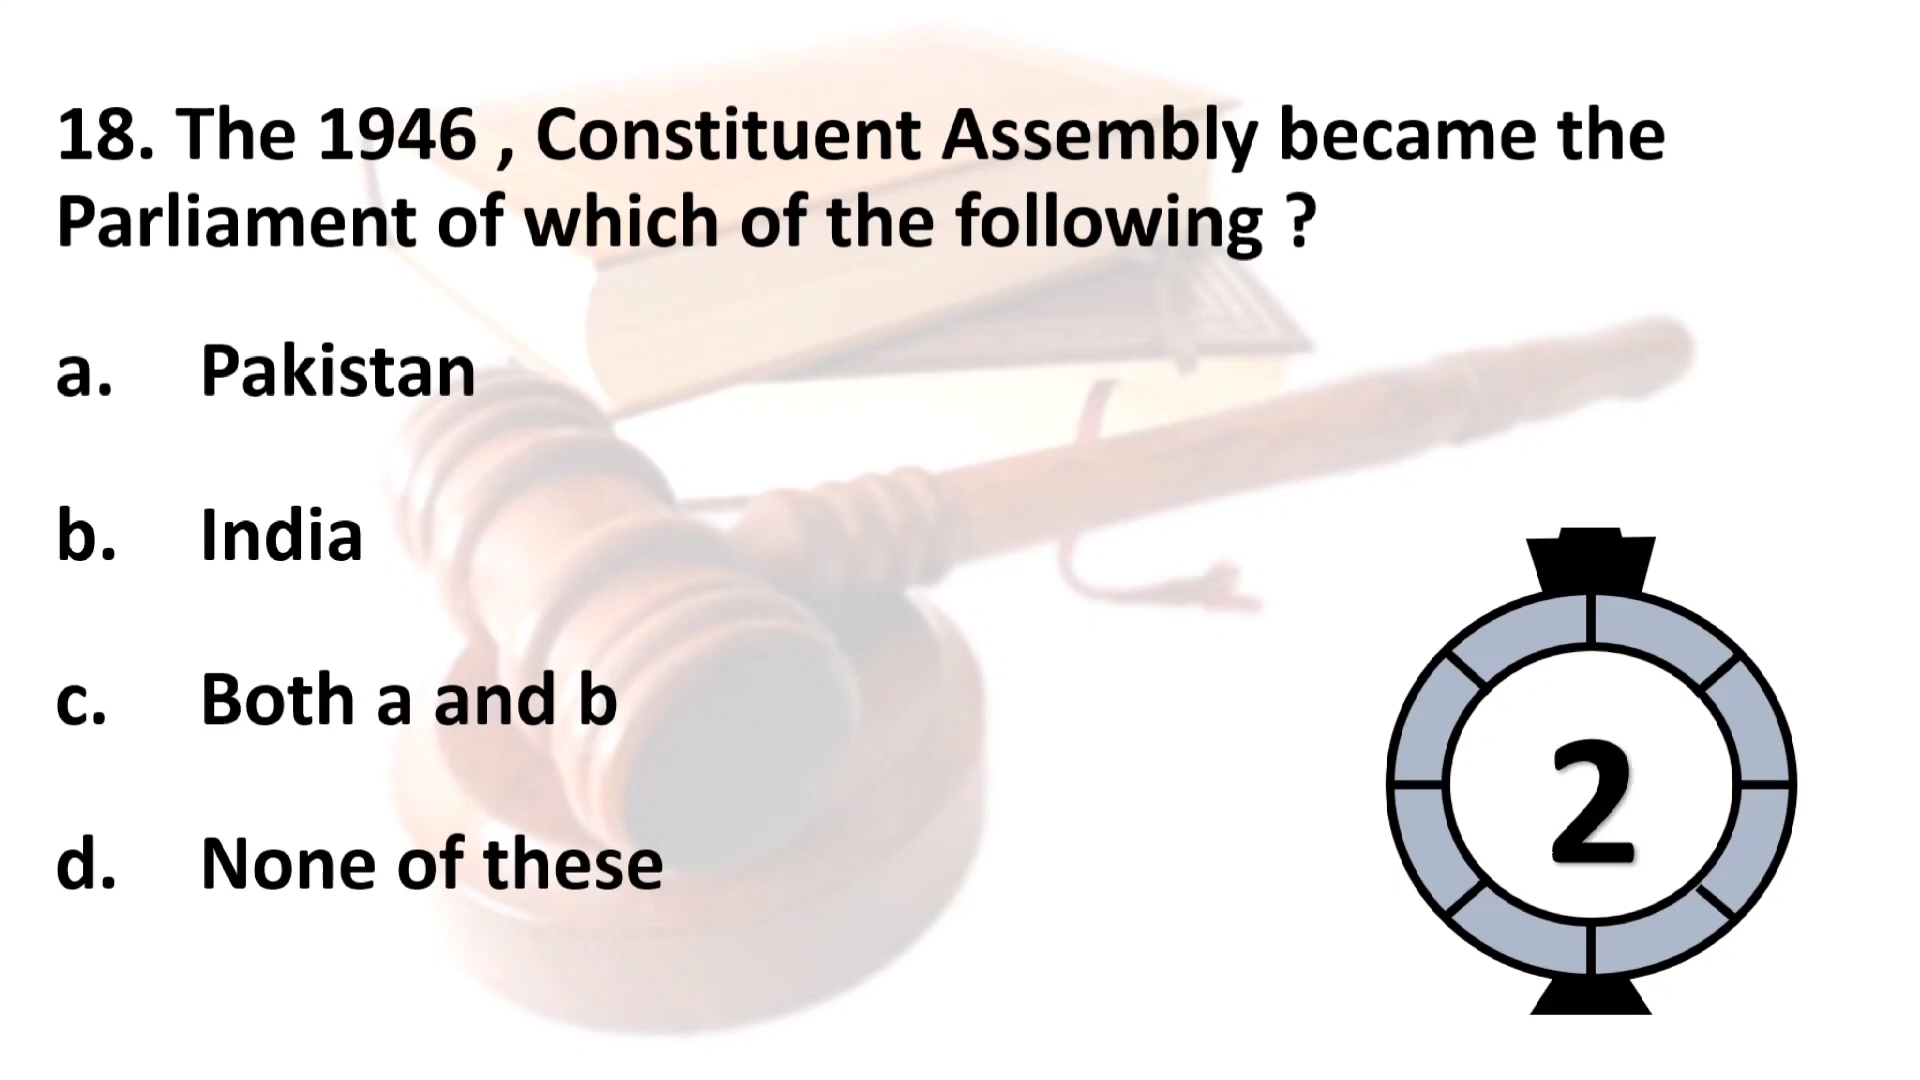 18. The 1946 , Constituent Assembly became the
Parliament of which of the following ?
a. Pakistan
b. India
c. Both a and b
d. None of these
2